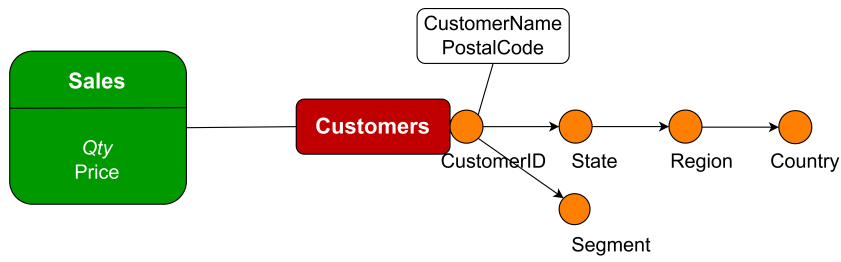 CustomerName
PostalCode
Sales
Qty
Price
Customers
CustomerID
State
Region
Country
Segment